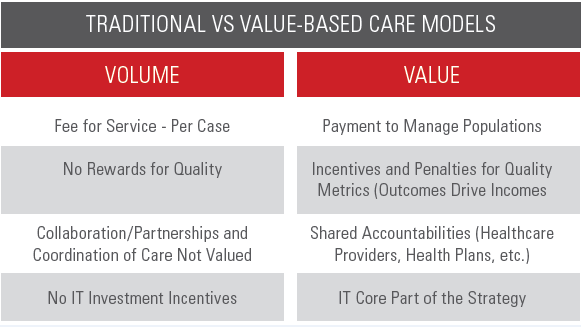 TRADITIONAL VS VALUE-BASED CARE MODELS
VOLUME
VALUE
Fee for Service - Per Case
Payment to Manage Populations
No Rewards for Quality
Incentives and Penalties for Quality
Metrics (Outcomes Drive Incomes
Collaboration/Partnerships and
Coordination of Care Not Valued
Shared Accountabilities (Healthcare
Providers, Health Plans, etc.)
No IT Investment Incentives
IT Core Part of the Strategy